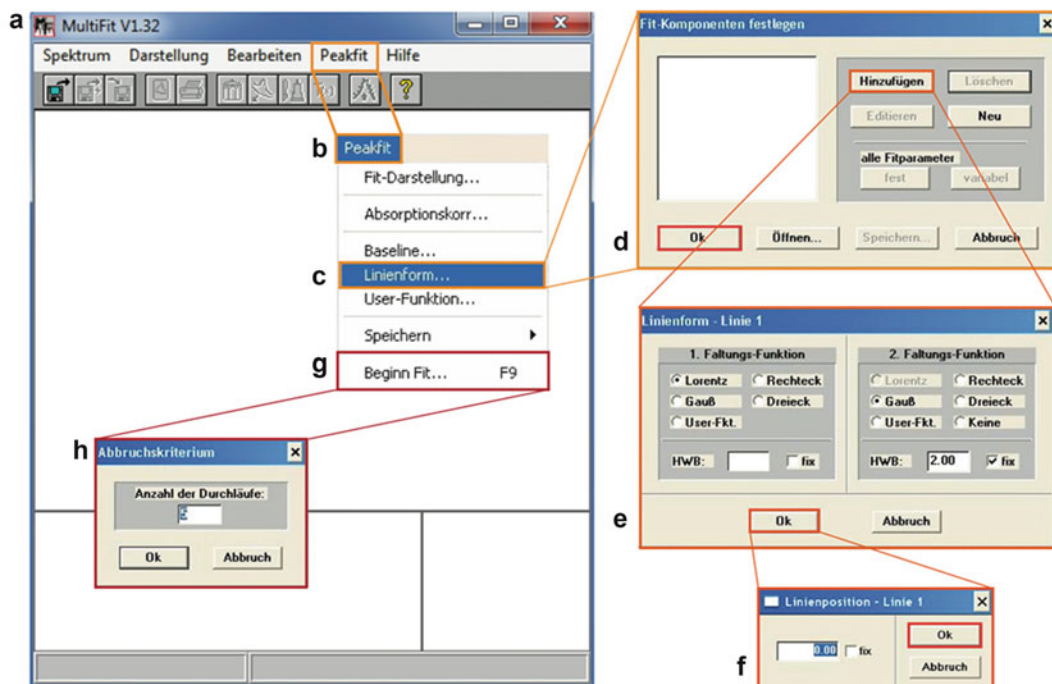 a
MF MultiFit V1.32
Spektrum Darstellung Bearbeiten Peakfit Hilfe
b
Peakfit
Fit-Darstellung...
Absorptionskorr...
Baseline...
c
Linienform...
User-Funktion...
Speichern
g
Beginn Fit... F9
h
Abbruchskriterium
Anzahl der Durchläufe:
Ok Abbruch
Fit-Komponenten festlegen
Hinzufügen Löschen
Editieren Neu
alle Fitparameter
fest variabel
d
Ok Öffnen... Speichern... Abbruch
Linienform - Linie 1
1. Faltungs-Funktion 2. Faltungs-Funktion
Lorentz Rechteck Lorentz Rechteck
Gauß Dreieck Gauß Dreieck
User-Fkt. User-Fkt. Keine
HWB: fix HWB: 2.00 fix
e
Ok Abbruch
Linienposition - Linie 1
f
0.00 fix
Ok
Abbruch